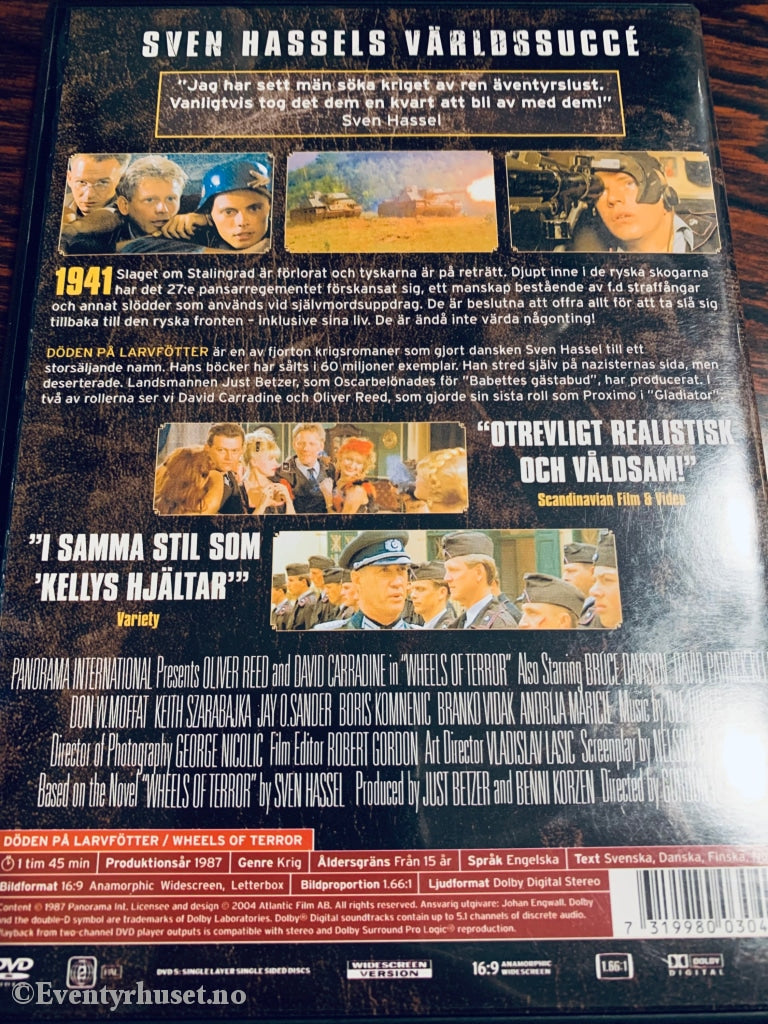 SVEN HASSELS VÄRLDSSUCCÉ
"Jag har sett män söka kriget av ren äventyrslust.
Vanligtvis tog det dem en kvart att bli av med dem!"
Sven Hassel
1941 Slaget om Stalingrad är förlorat och tyskarna är på reträtt. Djupt inne i de ryska skogarna
har det 27:e pansarregementet förskansat sig, ett manskap bestående av f.d straffångar
och annat slödder som används vid självmordsuppdrag. De är beslutna att offra allt för att ta slå sig
tillbaka till den ryska fronten - inklusive sina liv. De är ändå inte värda någonting!
DÖDEN PÅ LARVFÖTTER är en av fjorton krigsromaner som gjort dansken Sven Hassel till ett
storsäljande namn. Hans böcker har sålts i 60 miljoner exemplar. Han stred själv på nazisternas sida, men
deserterade. Landsmannen Just Betzer, som Oscarbelönades för "Babettes gästabud", har producerat. I
två av rollerna ser vi David Carradine och Oliver Reed, som gjorde sin sista roll som Proximo i "Gladiator"
"OTREVLIGT REALISTISK
OCH VÅLDSAM!"
Scandinavian Film & Video
"I SAMMA STIL SOM
'KELLYS HJÄLTAR'"
Variety
PANORAMA INTERNATIONAL Presents OLIVER REED and DAVID CARRADINE in "WHEELS OF TERROR" Also Starring BRUCE DAVISON DAVID PATRICK
DON W. MOFFAT KEITH SZARABAJKA JAY O. SANDER BORIS KOMNENIC BRANKO VIDAK ANDRIJA MARICIC Music by
Director of Photography GEORGE NICOLIC Film Editor ROBERT GORDON Art Director VLADISLAV LASIC Screenplay by NELSON
Based on the Novel "WHEELS OF TERROR" by SVEN HASSEL Produced by JUST BETZER and BENNI KORZEN Directed by GORDON
DÖDEN PÅ LARVFÖTTER / WHEELS OF TERROR
1 tim 45 min Produktionsår 1987 Genre Krig Åldersgräns Från 15 år Språk Engelska Text Svenska, Danska, Finska,
Bildformat 16:9 Anamorphic Widescreen, Letterbox Bildproportion 1.66:1 Ljudformat Dolby Digital Stereo
Content © 1987 Panorama Int. Licensee and design © 2004 Atlantic Film AB. All rights reserved. Ansvarig utgivare: Johan Engwall. Dolby
and the double-D symbol are trademarks of Dolby Laboratories. Dolby® Digital soundtracks contain up to 5.1 channels of discrete audio.
Playback from two-channel DVD player outputs is compatible with stereo and Dolby Surround Pro Logic® reproduction.
7 319980 0304
DVD 2 PAL DVD 5: SINGLE LAYER SINGLE SIDED DISCS WIDESCREEN VERSION 16:9 ANAMORPHIC WIDESCREEN 1.66:1 DOLBY DIGITAL
©Eventyrhuset.no